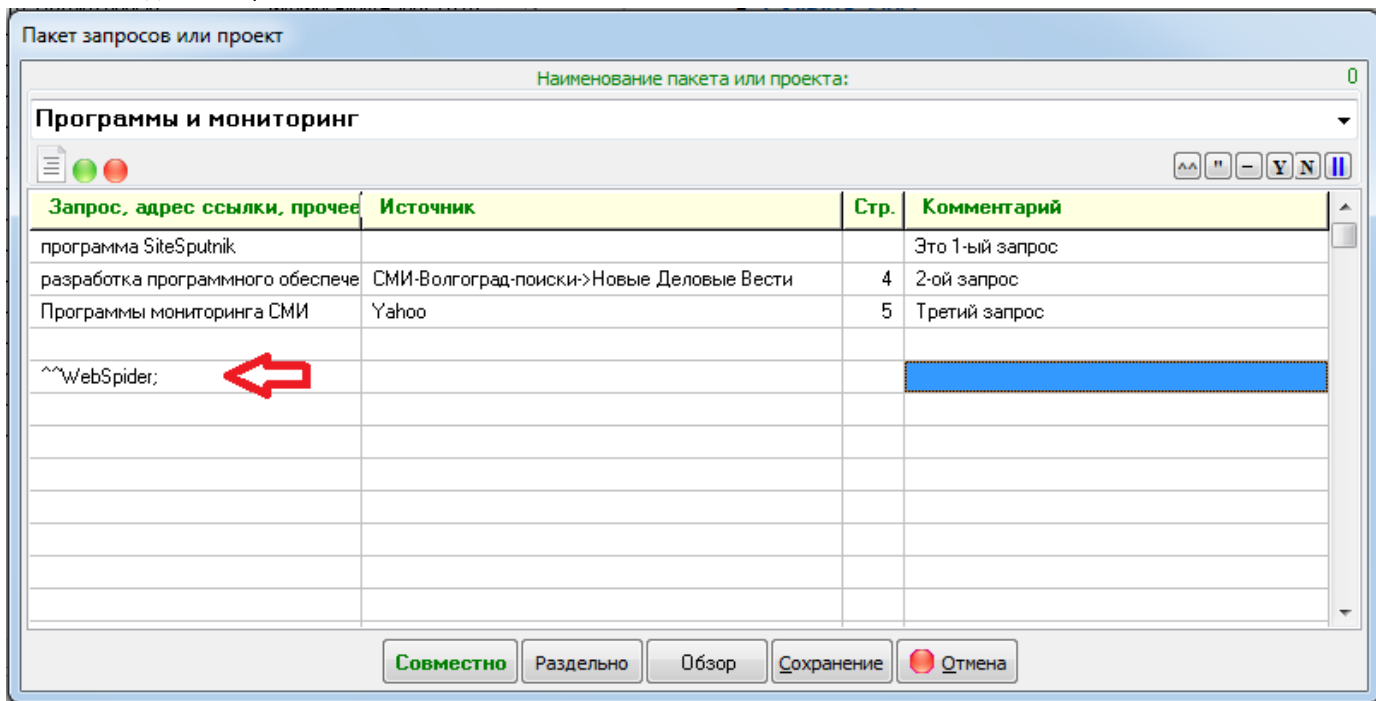 Пакет запросов или проект
Наименование пакета или проекта: 0
Программы и мониторинг
^^ " – Y N ||
Запрос, адрес ссылки, прочее Источник Стр. Комментарий
программа SiteSputnik Это 1-ый запрос
разработка программного обеспече СМИ-Волгоград-поиски->Новые Деловые Вести 4 2-ой запрос
Программы мониторинга СМИ Yahoo 5 Третий запрос
^^WebSpider;
Совместно Раздельно Обзор Сохранение Отмена